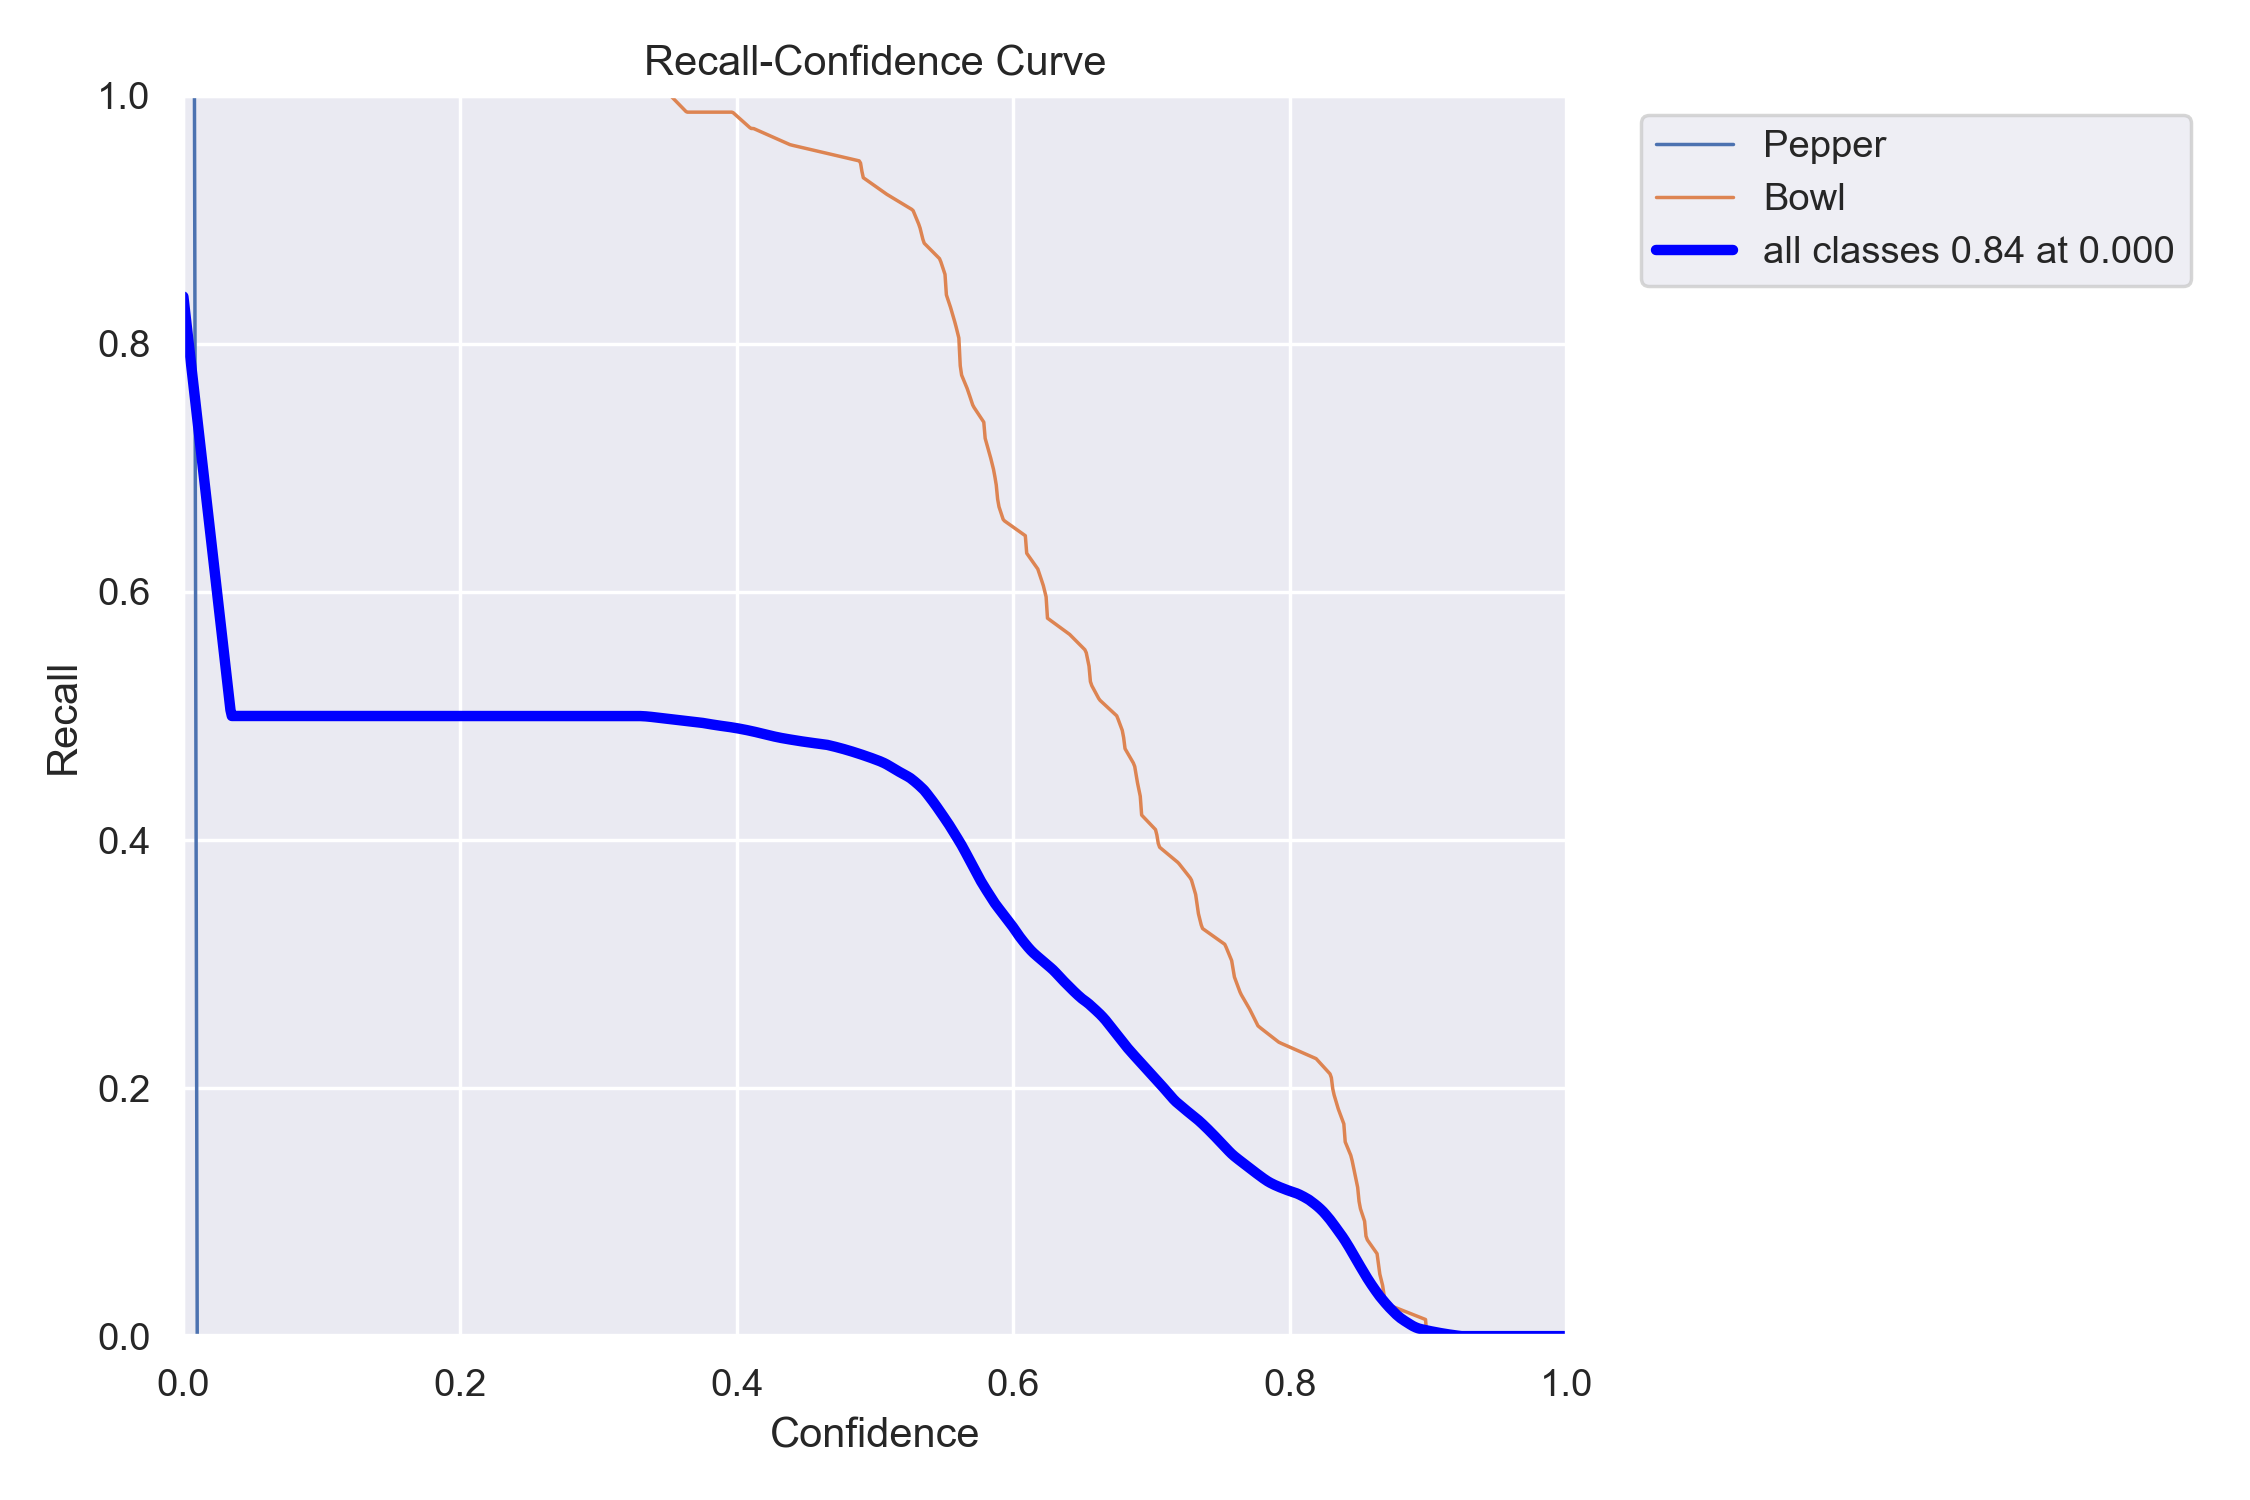 Recall-Confidence Curve
1.0
0.8
0.6
0.4
0.2
0.0
Recall
0.0 0.2 0.4 0.6 0.8 1.0
Confidence
Pepper
Bowl
all classes 0.84 at 0.000